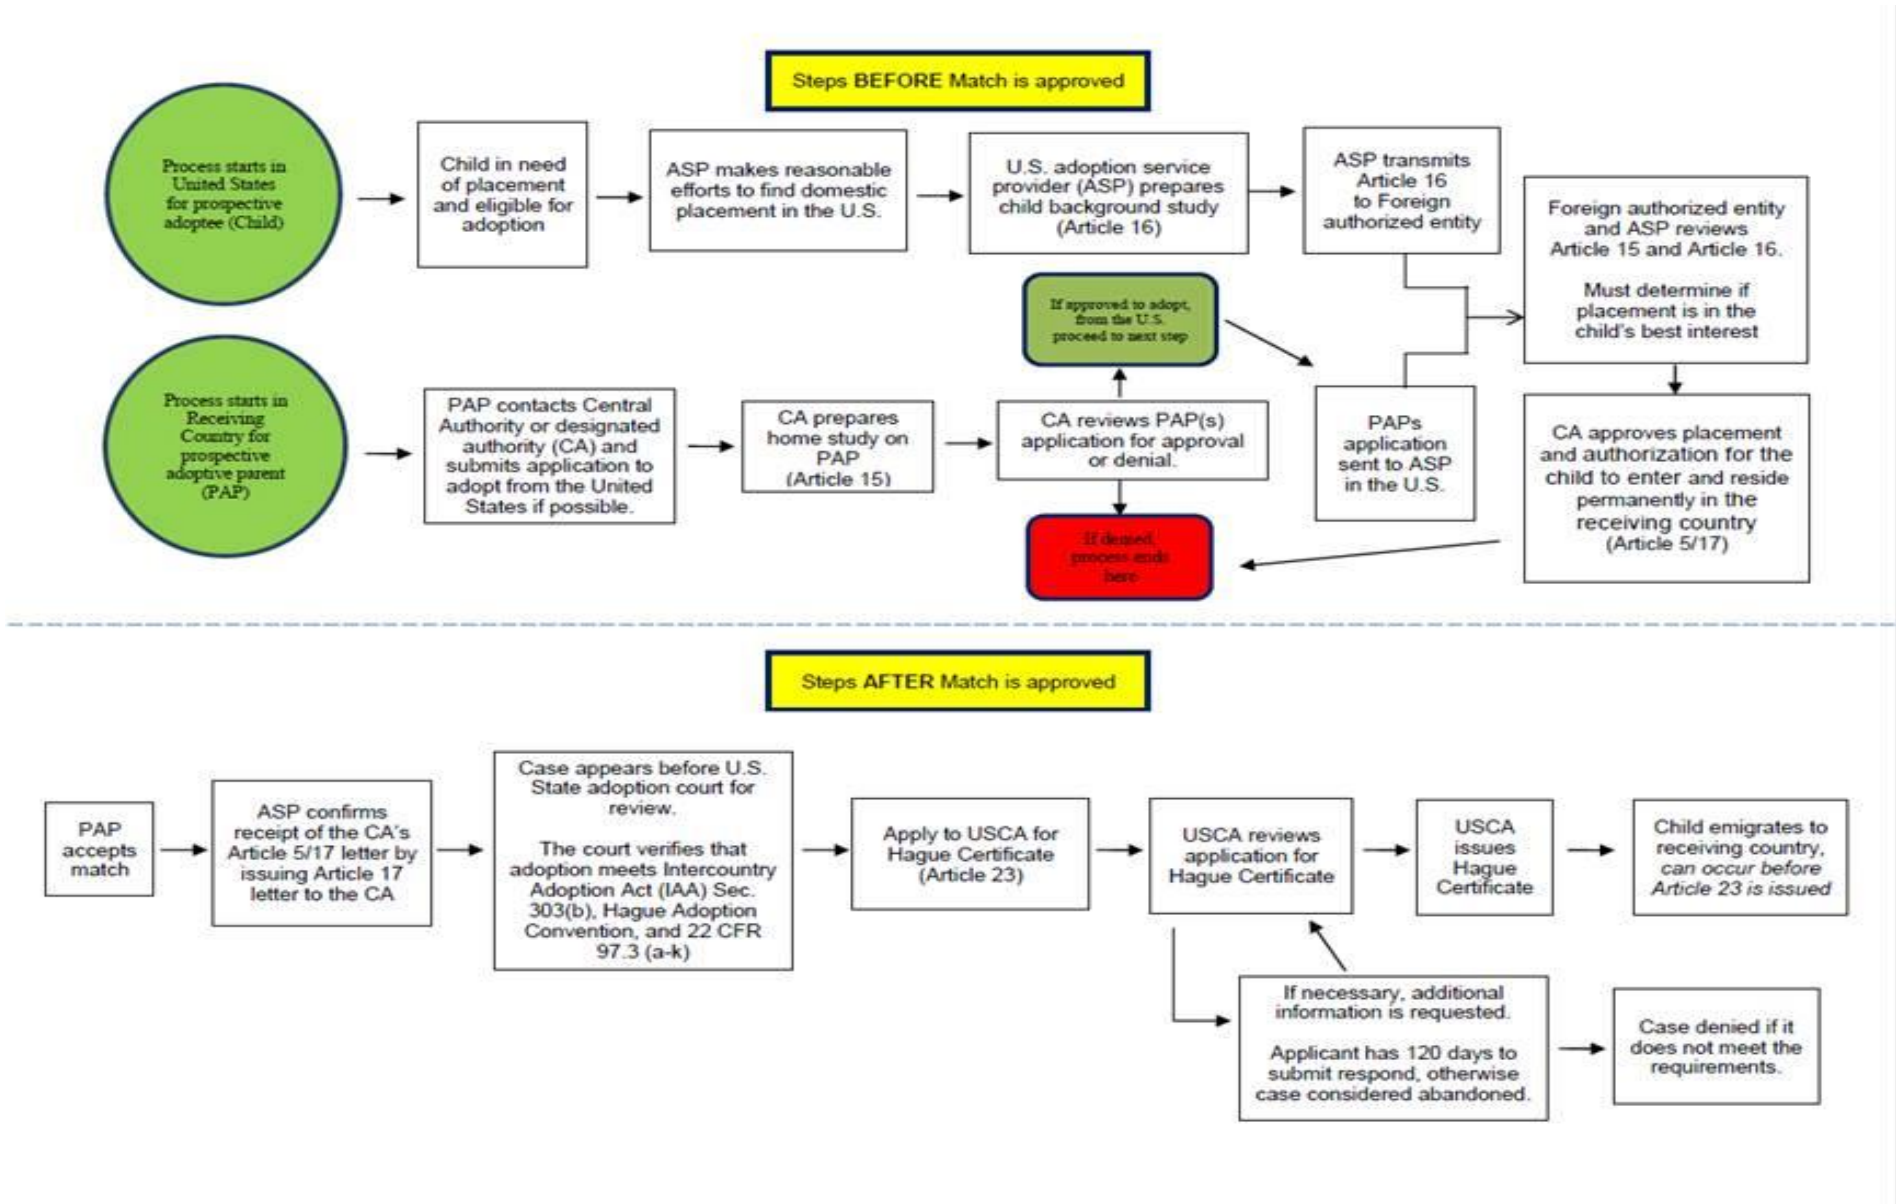 Steps BEFORE Match is approved
Process starts in
United States
for prospective
adoptee (Child)
Child in need
of placement
and eligible for
adoption
ASP makes reasonable
efforts to find domestic
placement in the U.S.
U.S. adoption service
provider (ASP) prepares
child background study
(Article 16)
ASP transmits
Article 16
to Foreign
authorized entity
Foreign authorized entity
and ASP reviews
Article 15 and Article 16.
Must determine if
placement is in the
child's best interest
If approved to adopt,
from the U.S.
proceed to next step
Process starts in
Receiving
Country for
prospective
adoptive parent
(PAP)
PAP contacts Central
Authority or designated
authority (CA) and
submits application to
adopt from the United
States if possible.
CA prepares
home study on
PAP
(Article 15)
CA reviews PAP(s)
application for approval
or denial.
PAPs
application
sent to ASP
in the U.S.
CA approves placement
and authorization for the
child to enter and reside
permanently in the
receiving country
(Article 5/17)
If denied,
process ends
here
Steps AFTER Match is approved
PAP
accepts
match
ASP confirms
receipt of the CA's
Article 5/17 letter by
issuing Article 17
letter to the CA
Case appears before U.S.
State adoption court for
review.
The court verifies that
adoption meets Intercountry
Adoption Act (IAA) Sec.
303(b), Hague Adoption
Convention, and 22 CFR
97.3 (a-k)
Apply to USCA for
Hague Certificate
(Article 23)
USCA reviews
application for
Hague Certificate
USCA
issues
Hague
Certificate
Child emigrates to
receiving country,
can occur before
Article 23 is issued
If necessary, additional
information is requested.
Applicant has 120 days to
submit respond, otherwise
case considered abandoned.
Case denied if it
does not meet the
requirements.